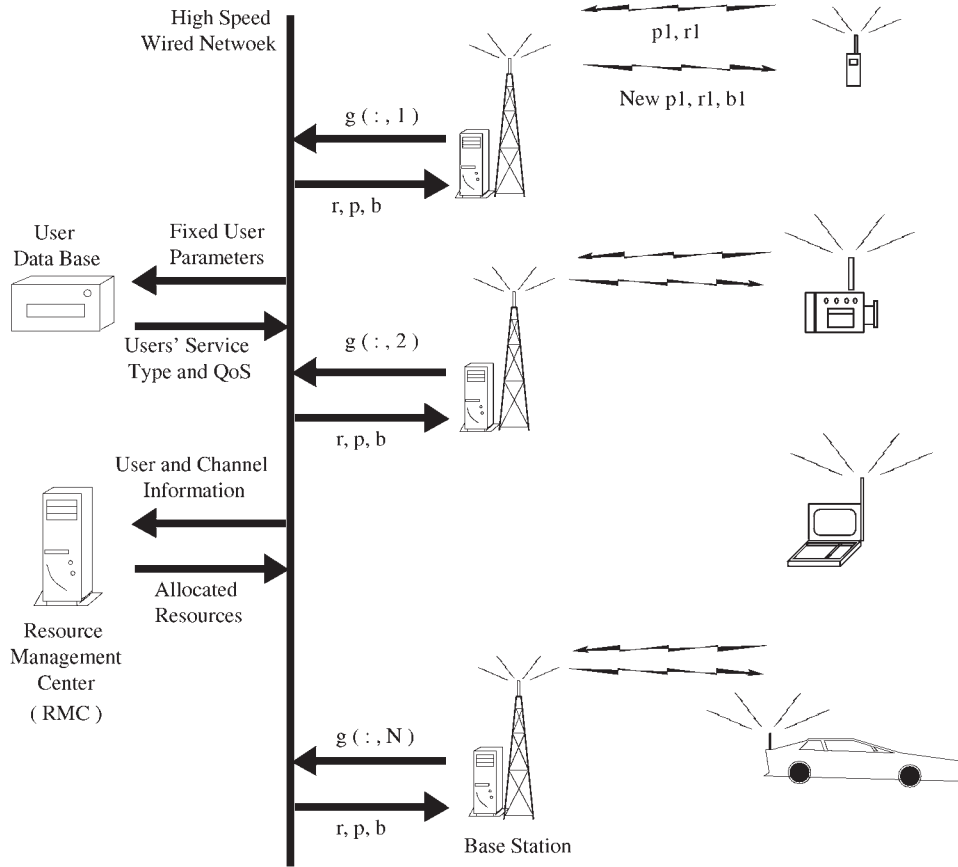 High Speed
Wired Netwoek
p1, r1
New p1, r1, b1
g ( : , 1 )
r, p, b
User
Data Base
Fixed User
Parameters
Users’ Service
Type and QoS
g ( : , 2 )
r, p, b
User and Channel
Information
Allocated
Resources
Resource
Management
Center
( RMC )
g ( : , N )
r, p, b
Base Station